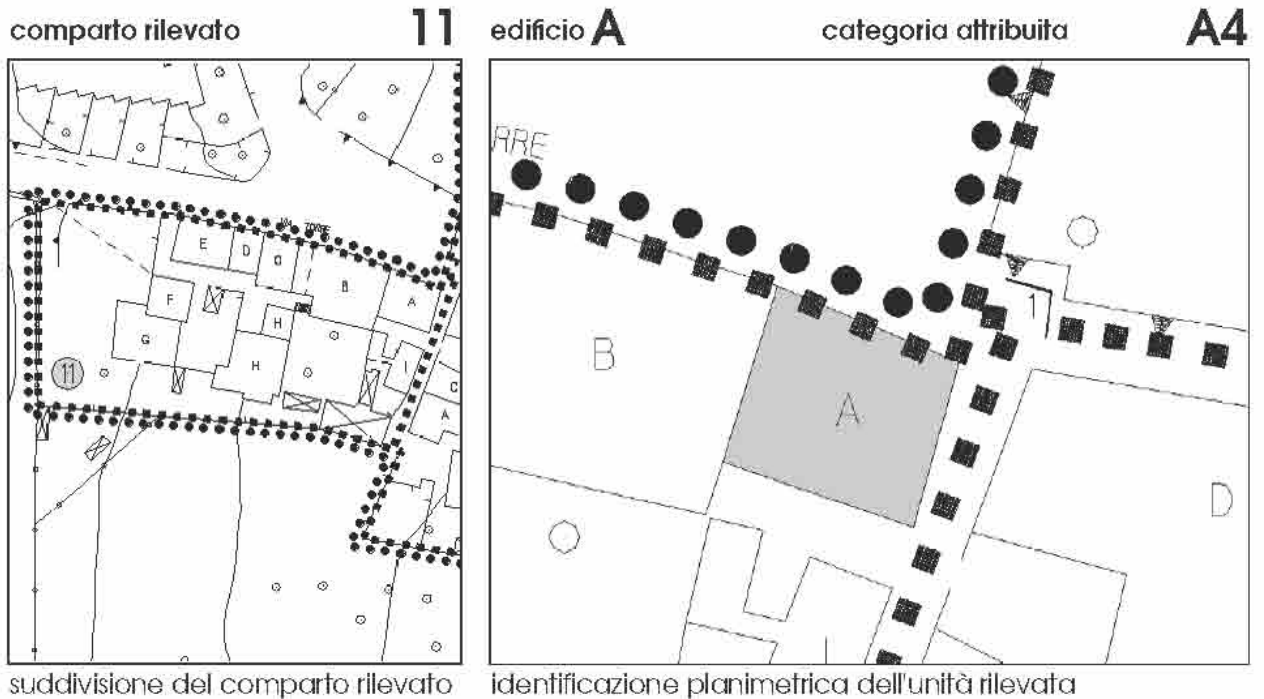 comparto rilevato 11
edificio A categoria attribuita A4
E
D
C
B
A
F
H
G
H
I
C
A
11
RRE
B
A
D
1
suddivisione del comparto rilevato
identificazione planimetrica dell'unità rilevata